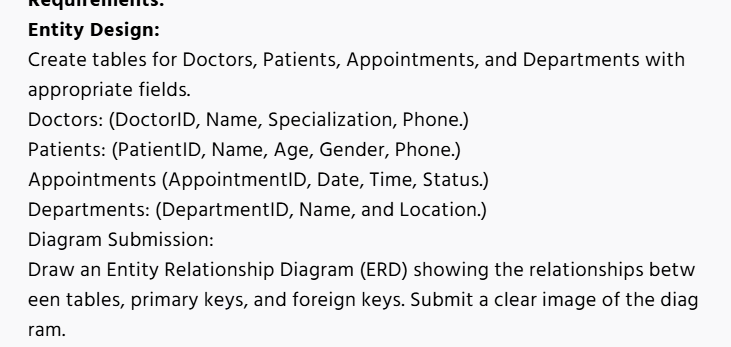 Requirements:
Entity Design:
Create tables for Doctors, Patients, Appointments, and Departments with
appropriate fields.
Doctors: (DoctorID, Name, Specialization, Phone.)
Patients: (PatientID, Name, Age, Gender, Phone.)
Appointments (AppointmentID, Date, Time, Status.)
Departments: (DepartmentID, Name, and Location.)
Diagram Submission:
Draw an Entity Relationship Diagram (ERD) showing the relationships betw
een tables, primary keys, and foreign keys. Submit a clear image of the diag
ram.